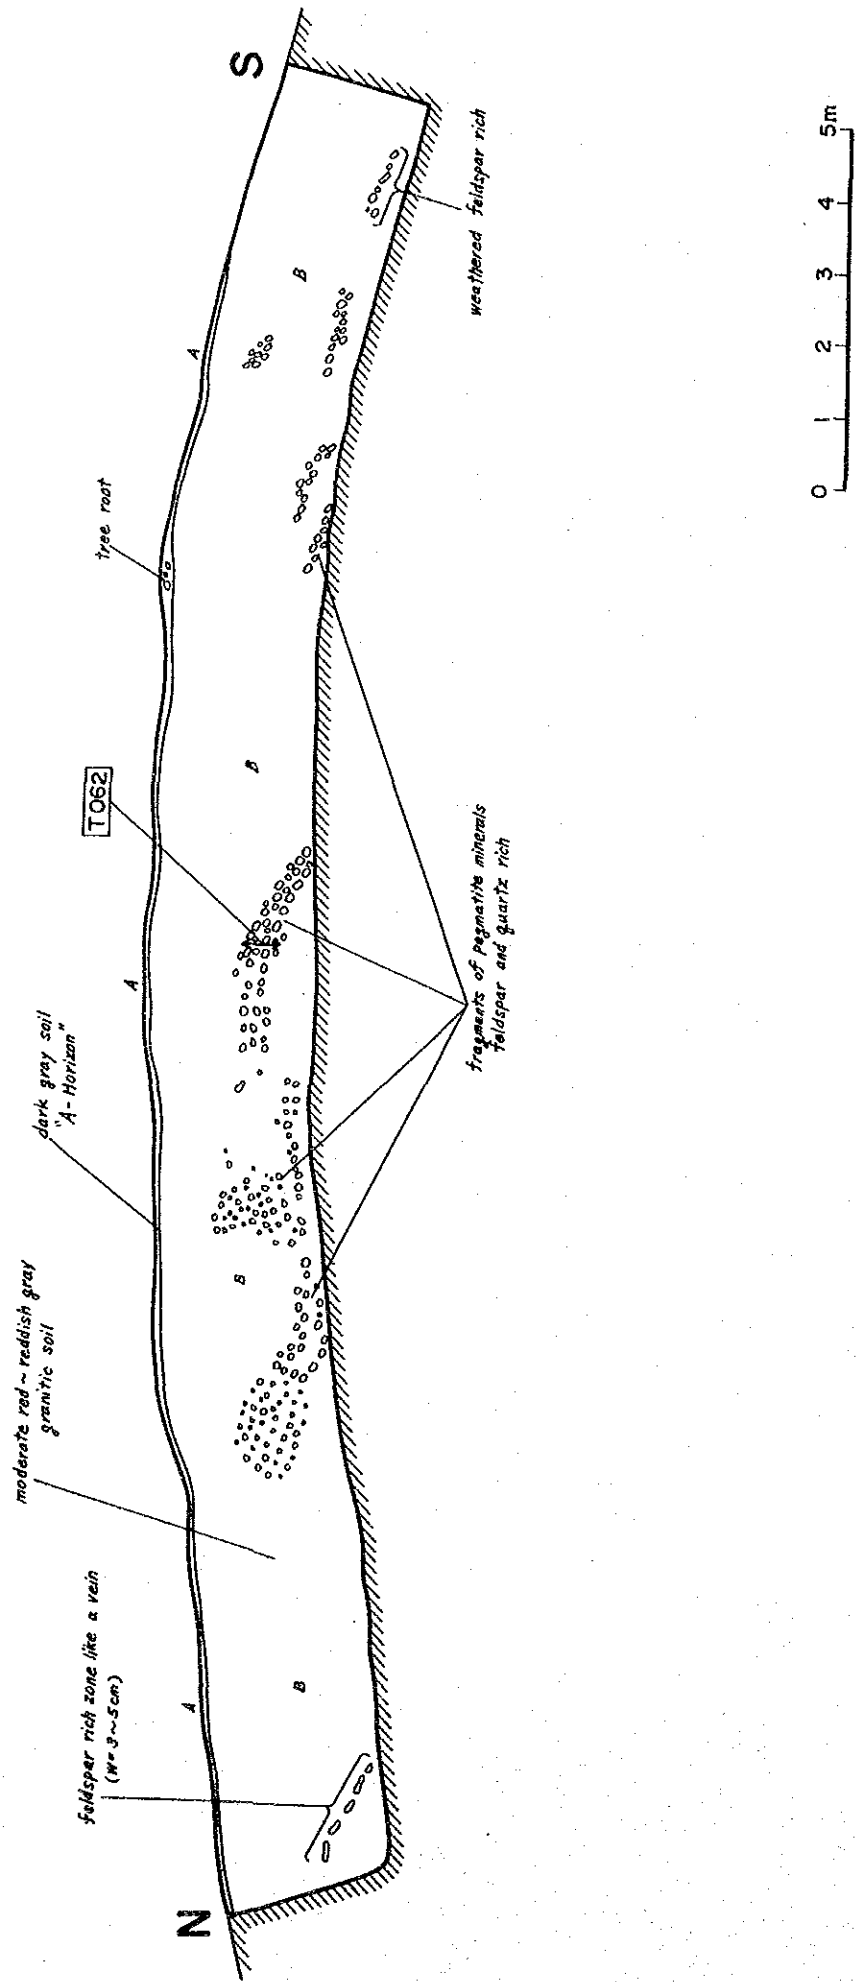 N
S
feldspar rich zone like a vein
(W=3~5cm)
moderate red ~ reddish gray
granitic soil
dark gray soil
"A-Horizon"
T062
tree root
A
A
A
B
B
B
B
fragments of pegmatite minerals
feldspar and quartz rich
weathered feldspar rich
0 1 2 3 4 5m